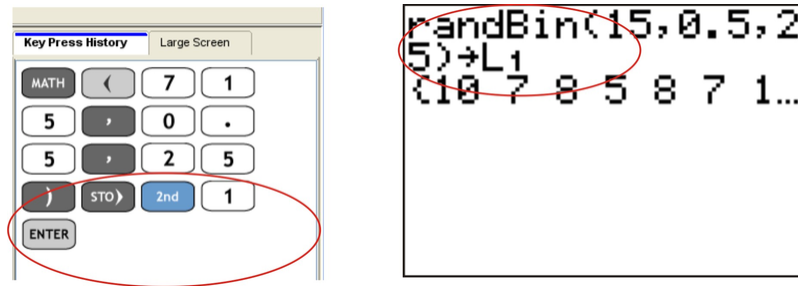 Key Press History Large Screen
MATH ( 7 1
5 , 0 .
5 , 2 5
) STO⟩ 2nd 1
ENTER
randBin(15,0.5,2
5)→L₁
{10 7 8 5 8 7 1…